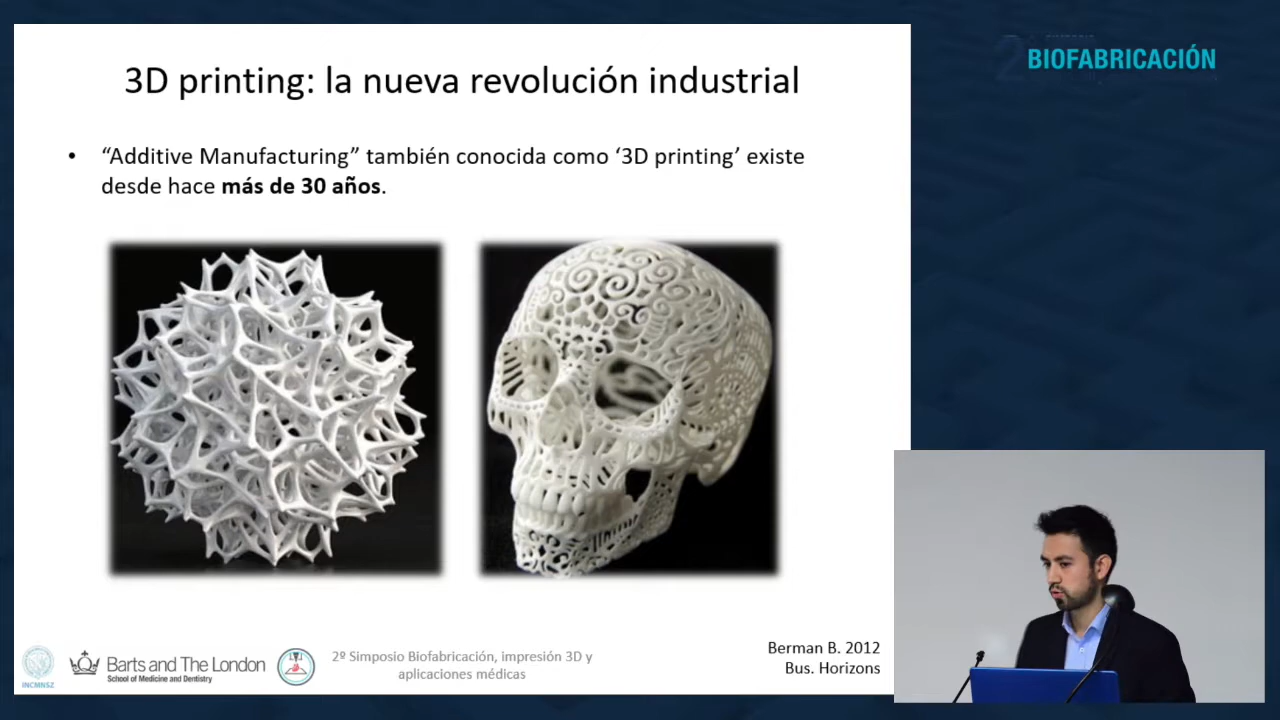 3D printing: la nueva revolución industrial
BIOFABRICACIÓN
• “Additive Manufacturing” también conocida como ‘3D printing’ existe
desde hace más de 30 años.
INCMNSZ
Barts and The London
School of Medicine and Dentistry
2º Simposio Biofabricación, impresión 3D y
aplicaciones médicas
Berman B. 2012
Bus. Horizons